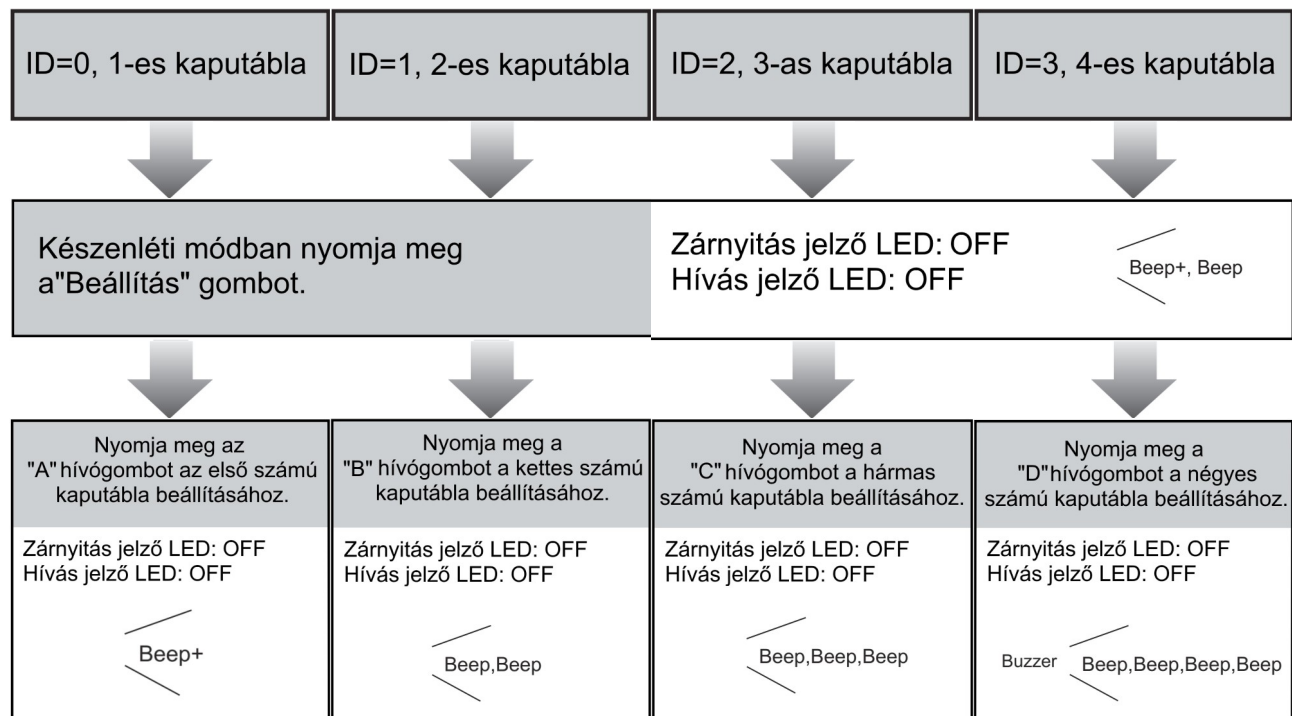 ID=0, 1-es kaputábla
ID=1, 2-es kaputábla
ID=2, 3-as kaputábla
ID=3, 4-es kaputábla
Készenléti módban nyomja meg
a"Beállítás" gombot.
Zárnyitás jelző LED: OFF
Hívás jelző LED: OFF
Beep+, Beep
Nyomja meg az
"A" hívógombot az első számú
kaputábla beállításához.
Zárnyitás jelző LED: OFF
Hívás jelző LED: OFF
Beep+
Nyomja meg a
"B" hívógombot a kettes számú
kaputábla beállításához.
Zárnyitás jelző LED: OFF
Hívás jelző LED: OFF
Beep,Beep
Nyomja meg a
"C" hívógombot a hármas
számú kaputábla beállításához.
Zárnyitás jelző LED: OFF
Hívás jelző LED: OFF
Beep,Beep,Beep
Nyomja meg a
"D"hívógombot a négyes
számú kaputábla beállításához.
Zárnyitás jelző LED: OFF
Hívás jelző LED: OFF
Buzzer Beep,Beep,Beep,Beep